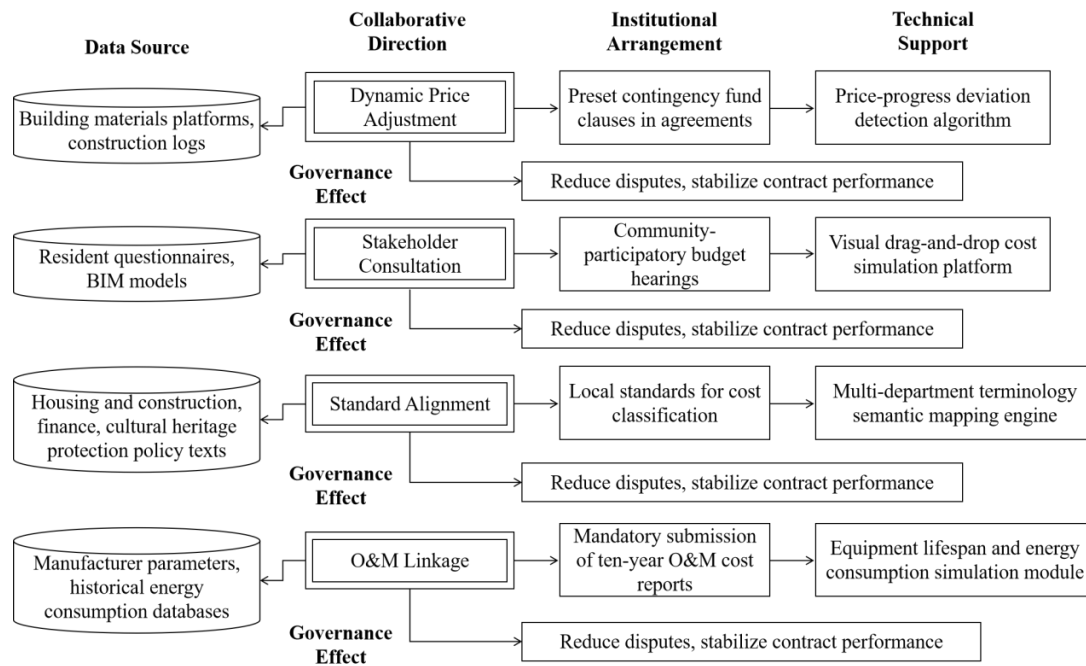 Data Source
Collaborative
Direction
Institutional
Arrangement
Technical
Support
Building materials platforms,
construction logs
Dynamic Price
Adjustment
Preset contingency fund
clauses in agreements
Price-progress deviation
detection algorithm
Governance
Effect
Reduce disputes, stabilize contract performance
Resident questionnaires,
BIM models
Stakeholder
Consultation
Community-
participatory budget
hearings
Visual drag-and-drop cost
simulation platform
Governance
Effect
Reduce disputes, stabilize contract performance
Housing and construction,
finance, cultural heritage
protection policy texts
Standard Alignment
Local standards for cost
classification
Multi-department terminology
semantic mapping engine
Governance
Effect
Reduce disputes, stabilize contract performance
Manufacturer parameters,
historical energy
consumption databases
O&M Linkage
Mandatory submission
of ten-year O&M cost
reports
Equipment lifespan and energy
consumption simulation module
Governance
Effect
Reduce disputes, stabilize contract performance